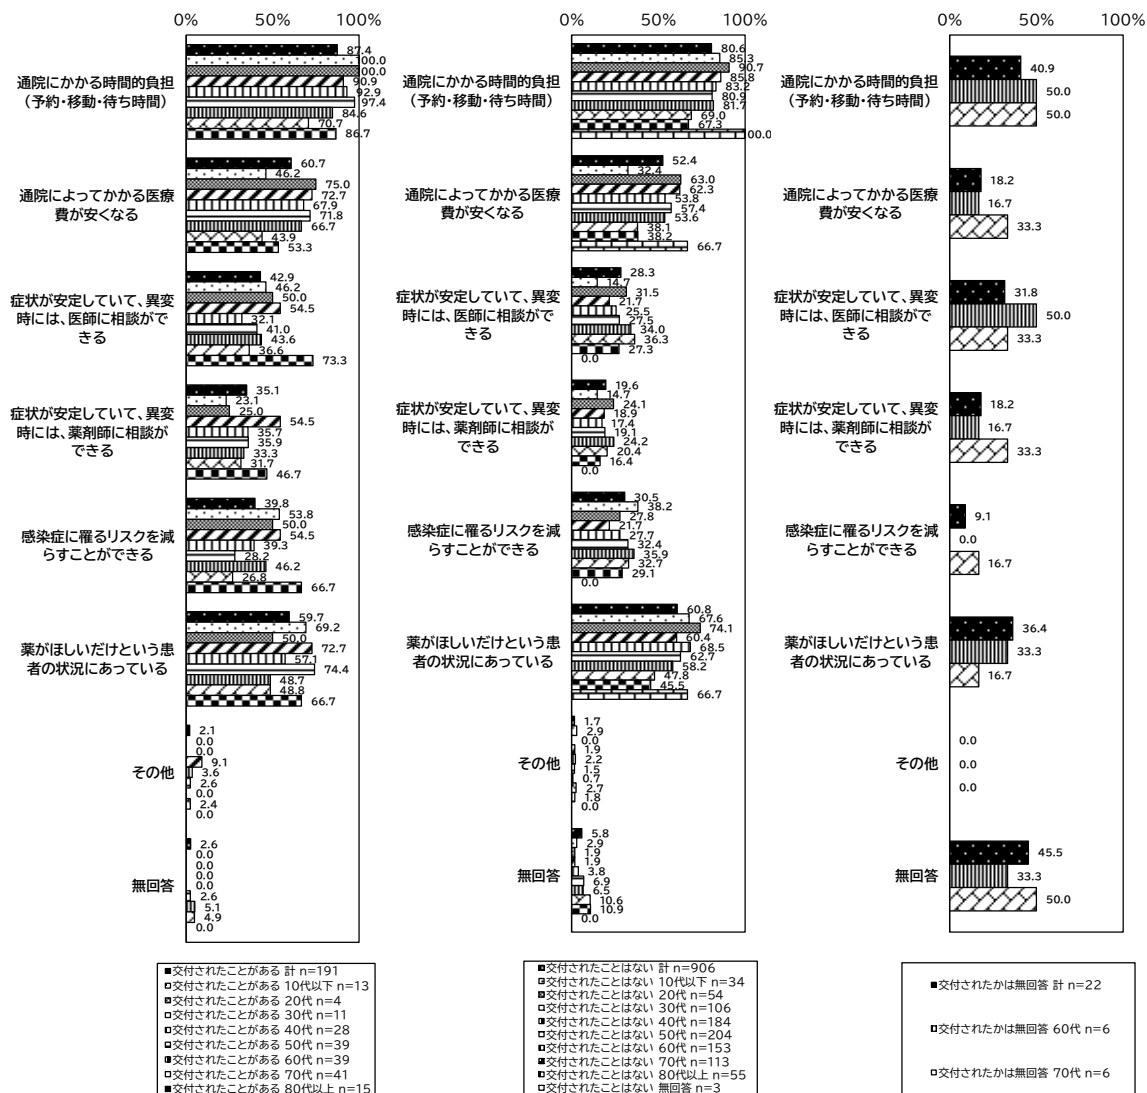 0% 50% 100%
通院にかかる時間的負担
（予約・移動・待ち時間）
87.4
00.0
00.0
90.9
92.9
97.4
84.6
70.7
86.7
通院によってかかる医療
費が安くなる
60.7
46.2
75.0
72.7
67.9
71.8
66.7
43.9
53.3
症状が安定していて、異変
時には、医師に相談がで
きる
42.9
46.2
50.0
54.5
32.1
41.0
43.6
36.6
73.3
症状が安定していて、異変
時には、薬剤師に相談が
できる
35.1
23.1
25.0
54.5
35.7
35.9
33.3
31.7
46.7
感染症に罹るリスクを減
らすことができる
39.8
53.8
50.0
54.5
39.3
28.2
46.2
26.8
66.7
薬がほしいだけという患
者の状況にあっている
59.7
69.2
50.0
72.7
57.1
74.4
48.7
48.8
66.7
その他
2.1
0.0
0.0
9.1
3.6
2.6
0.0
2.4
0.0
無回答
2.6
0.0
0.0
0.0
0.0
2.6
5.1
4.9
0.0
交付されたことがある 計 n=191
交付されたことがある 10代以下 n=13
交付されたことがある 20代 n=4
交付されたことがある 30代 n=11
交付されたことがある 40代 n=28
交付されたことがある 50代 n=39
交付されたことがある 60代 n=39
交付されたことがある 70代 n=41
交付されたことがある 80代以上 n=15
0% 50% 100%
通院にかかる時間的負担
（予約・移動・待ち時間）
80.6
85.3
90.7
85.8
83.2
80.9
81.7
69.0
67.3
00.0
通院によってかかる医療
費が安くなる
52.4
32.4
63.0
62.3
53.8
57.4
53.6
38.1
38.2
66.7
症状が安定していて、異変
時には、医師に相談がで
きる
28.3
14.7
31.5
21.7
25.5
27.5
34.0
36.3
27.3
0.0
症状が安定していて、異変
時には、薬剤師に相談が
できる
19.6
14.7
24.1
18.9
17.4
19.1
24.2
20.4
16.4
0.0
感染症に罹るリスクを減
らすことができる
30.5
38.2
27.8
21.7
27.7
32.4
35.9
32.7
29.1
0.0
薬がほしいだけという患
者の状況にあっている
60.8
67.6
74.1
60.4
68.5
62.7
58.2
47.8
45.5
66.7
その他
1.7
2.9
0.0
1.9
2.2
1.5
0.7
2.7
1.8
0.0
無回答
5.8
2.9
1.9
1.9
3.8
6.9
6.5
10.6
10.9
0.0
交付されたことはない 計 n=906
交付されたことはない 10代以下 n=34
交付されたことはない 20代 n=54
交付されたことはない 30代 n=106
交付されたことはない 40代 n=184
交付されたことはない 50代 n=204
交付されたことはない 60代 n=153
交付されたことはない 70代 n=113
交付されたことはない 80代以上 n=55
交付されたことはない 無回答 n=3
0% 100%
通院にかかる時間的負担
（予約・移動・待ち時間）
40.9
50.0
50.0
通院によってかかる医療
費が安くなる
18.2
16.7
33.3
症状が安定していて、異変
時には、医師に相談がで
きる
31.8
50.0
33.3
症状が安定していて、異変
時には、薬剤師に相談が
できる
18.2
16.7
33.3
感染症に罹るリスクを減
らすことができる
9.1
0.0
16.7
薬がほしいだけという患
者の状況にあっている
36.4
33.3
16.7
その他
0.0
0.0
0.0
無回答
45.5
33.3
50.0
交付されたかは無回答 計 n=22
交付されたかは無回答 60代 n=6
交付されたかは無回答 70代 n=6